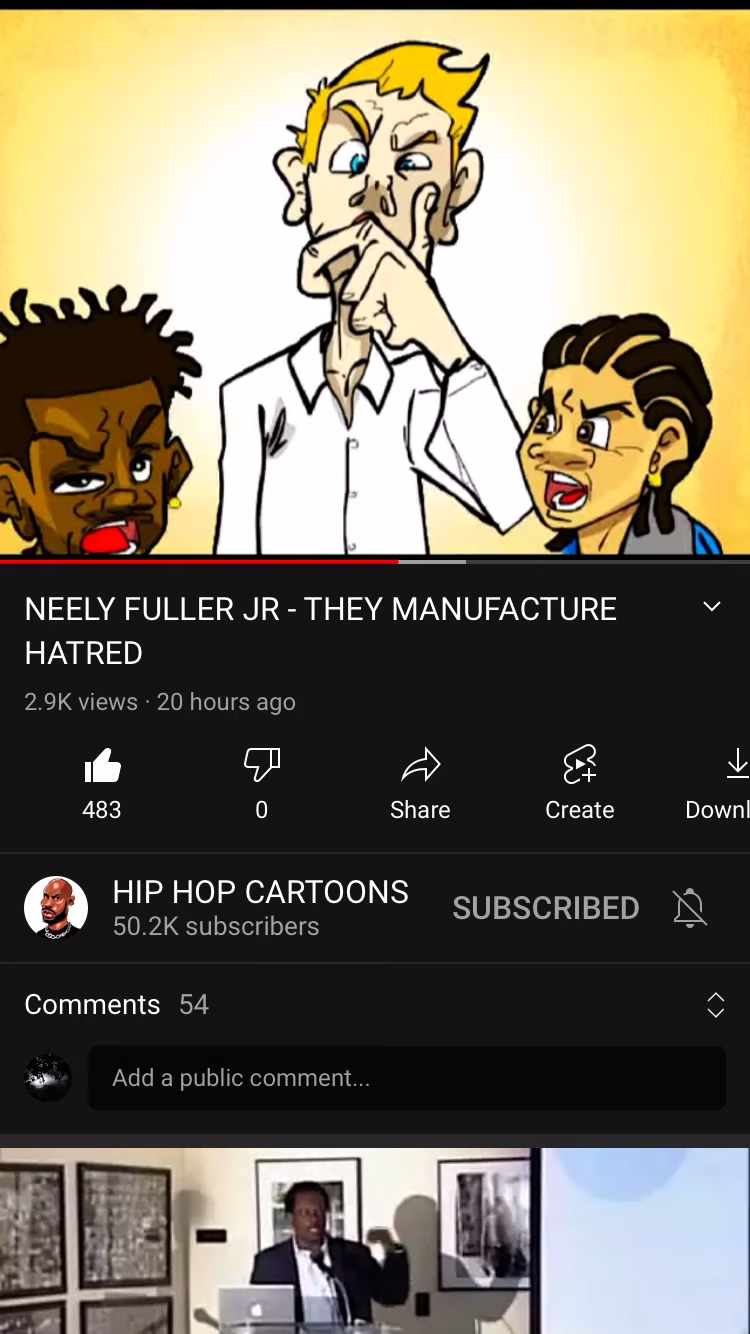 NEELY FULLER JR - THEY MANUFACTURE
HATRED
2.9K views · 20 hours ago
483
0
Share
Create
Downl
HIP HOP CARTOONS
50.2K subscribers
SUBSCRIBED
Comments 54
Add a public comment...